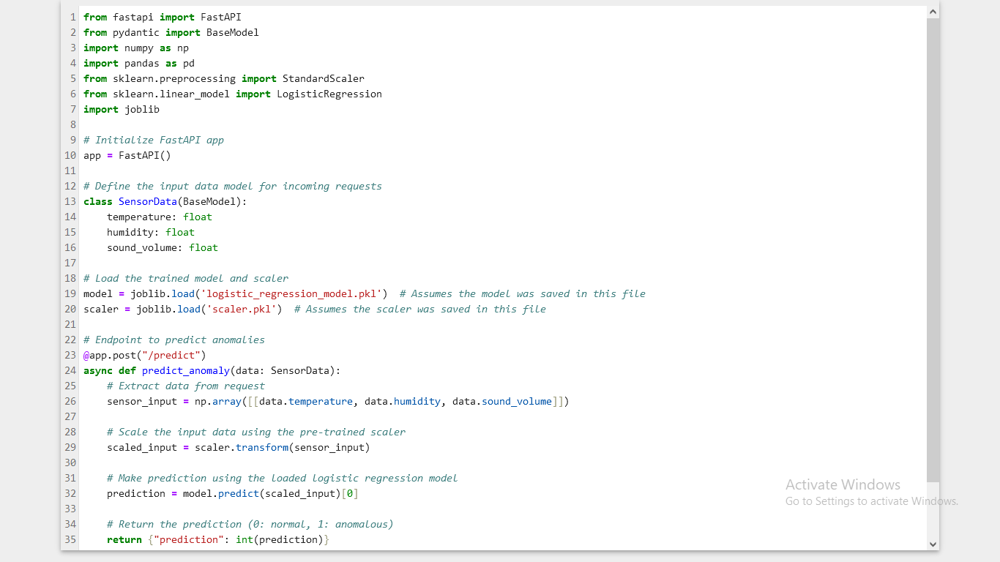 1 from fastapi import FastAPI
2 from pydantic import BaseModel
3 import numpy as np
4 import pandas as pd
5 from sklearn.preprocessing import StandardScaler
6 from sklearn.linear_model import LogisticRegression
7 import joblib
8
9 # Initialize FastAPI app
10 app = FastAPI()
11
12 # Define the input data model for incoming requests
13 class SensorData(BaseModel):
14     temperature: float
15     humidity: float
16     sound_volume: float
17
18 # Load the trained model and scaler
19 model = joblib.load('logistic_regression_model.pkl')  # Assumes the model was saved in this file
20 scaler = joblib.load('scaler.pkl')  # Assumes the scaler was saved in this file
21
22 # Endpoint to predict anomalies
23 @app.post("/predict")
24 async def predict_anomaly(data: SensorData):
25     # Extract data from request
26     sensor_input = np.array([[data.temperature, data.humidity, data.sound_volume]])
27
28     # Scale the input data using the pre-trained scaler
29     scaled_input = scaler.transform(sensor_input)
30
31     # Make prediction using the loaded logistic regression model
32     prediction = model.predict(scaled_input)[0]
33
34     # Return the prediction (0: normal, 1: anomalous)
35     return {"prediction": int(prediction)}
Activate Windows
Go to Settings to activate Windows.